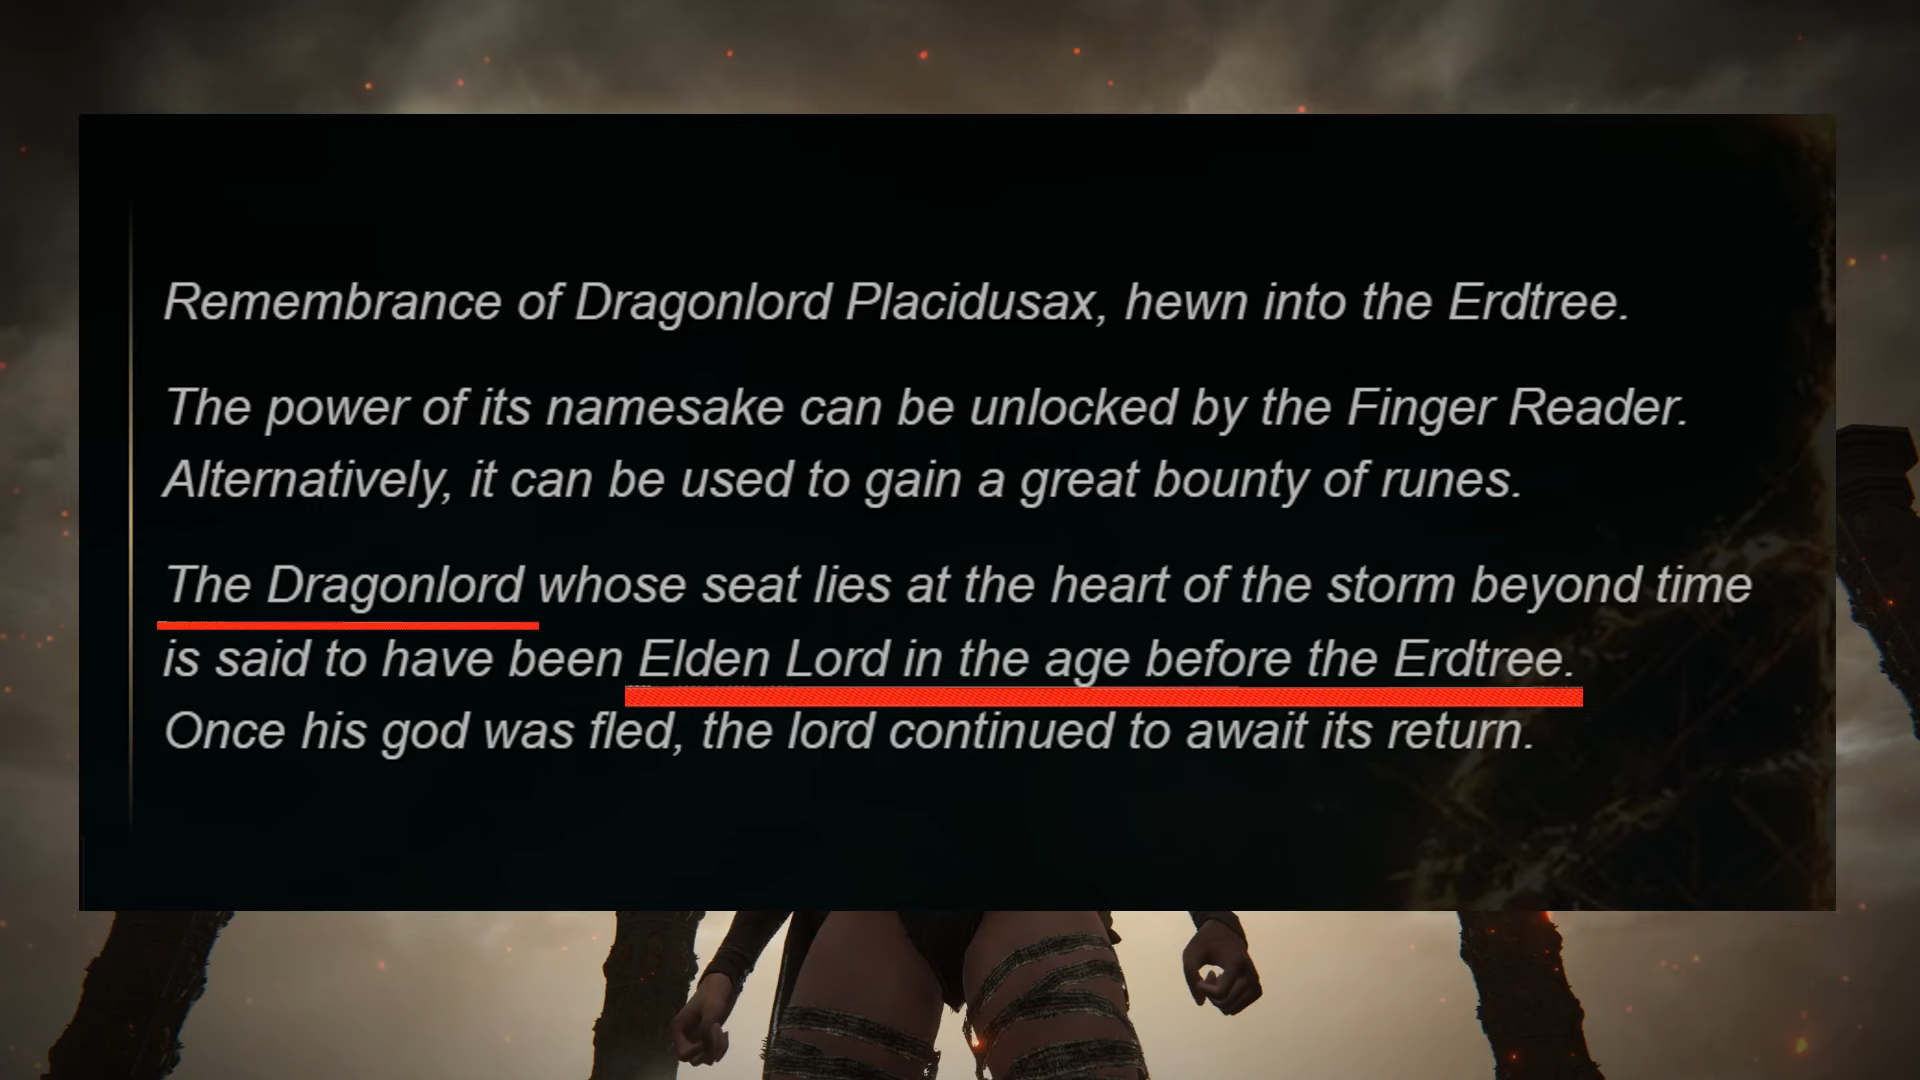 Remembrance of Dragonlord Placidusax, hewn into the Erdtree.
The power of its namesake can be unlocked by the Finger Reader.
Alternatively, it can be used to gain a great bounty of runes.
The Dragonlord whose seat lies at the heart of the storm beyond time
is said to have been Elden Lord in the age before the Erdtree.
Once his god was fled, the lord continued to await its return.